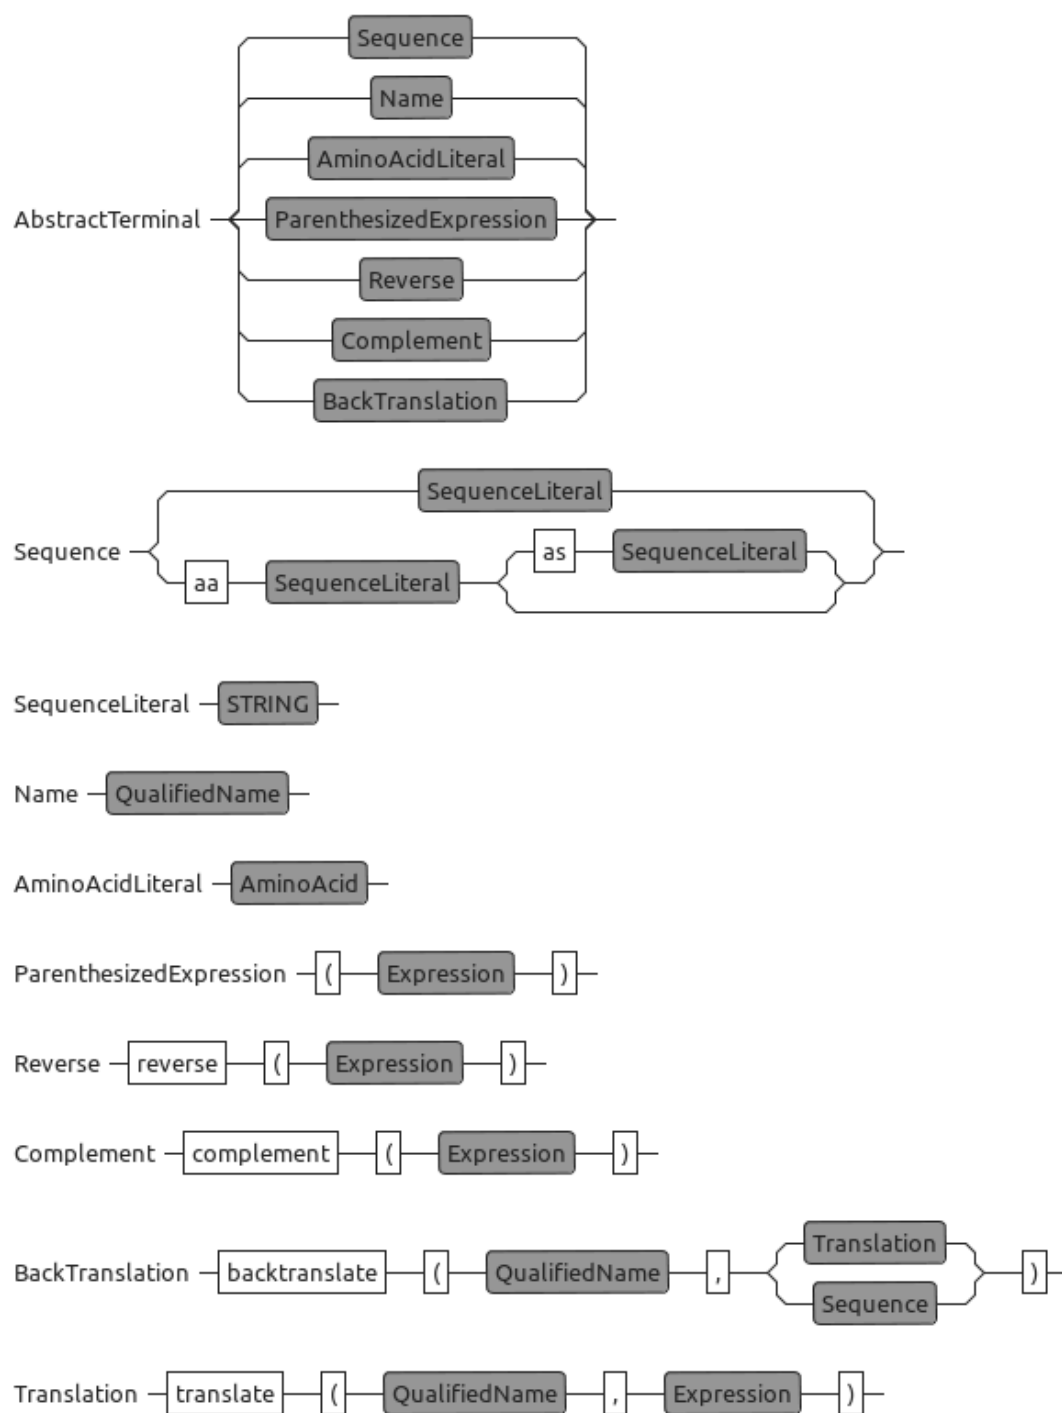 Sequence
Name
AminoAcidLiteral
AbstractTerminal ParenthesizedExpression
Reverse
Complement
BackTranslation
SequenceLiteral
Sequence as SequenceLiteral
aa SequenceLiteral
SequenceLiteral STRING
Name QualifiedName
AminoAcidLiteral AminoAcid
ParenthesizedExpression ( Expression )
Reverse reverse ( Expression )
Complement complement ( Expression )
Translation
BackTranslation backtranslate ( QualifiedName , )
Sequence
Translation translate ( QualifiedName , Expression )